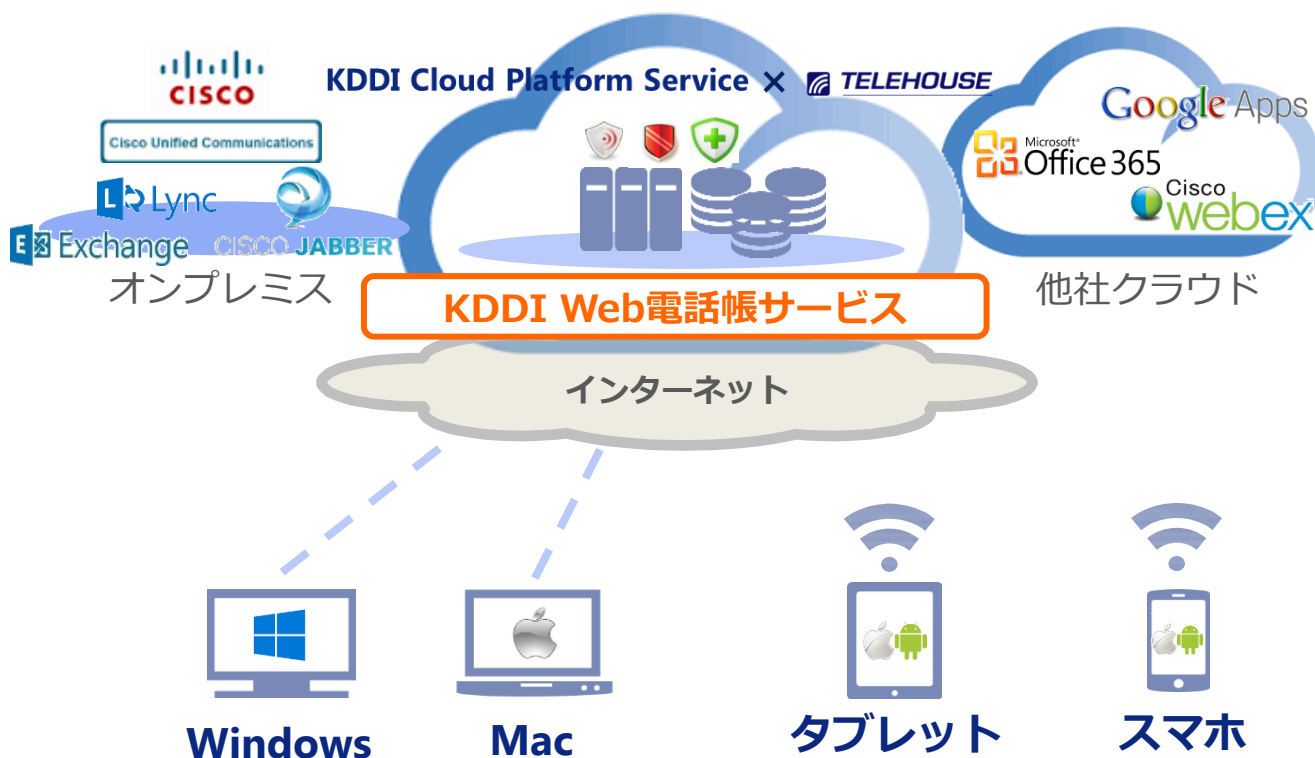 CISCO
Cisco Unified Communications
Lync
Exchange
CISCO JABBER
オンプレミス
KDDI Cloud Platform Service × TELEHOUSE
Google Apps
Microsoft®
Office 365
Cisco
webex
他社クラウド
KDDI Web電話帳サービス
インターネット
Windows
Mac
タブレット
スマホ